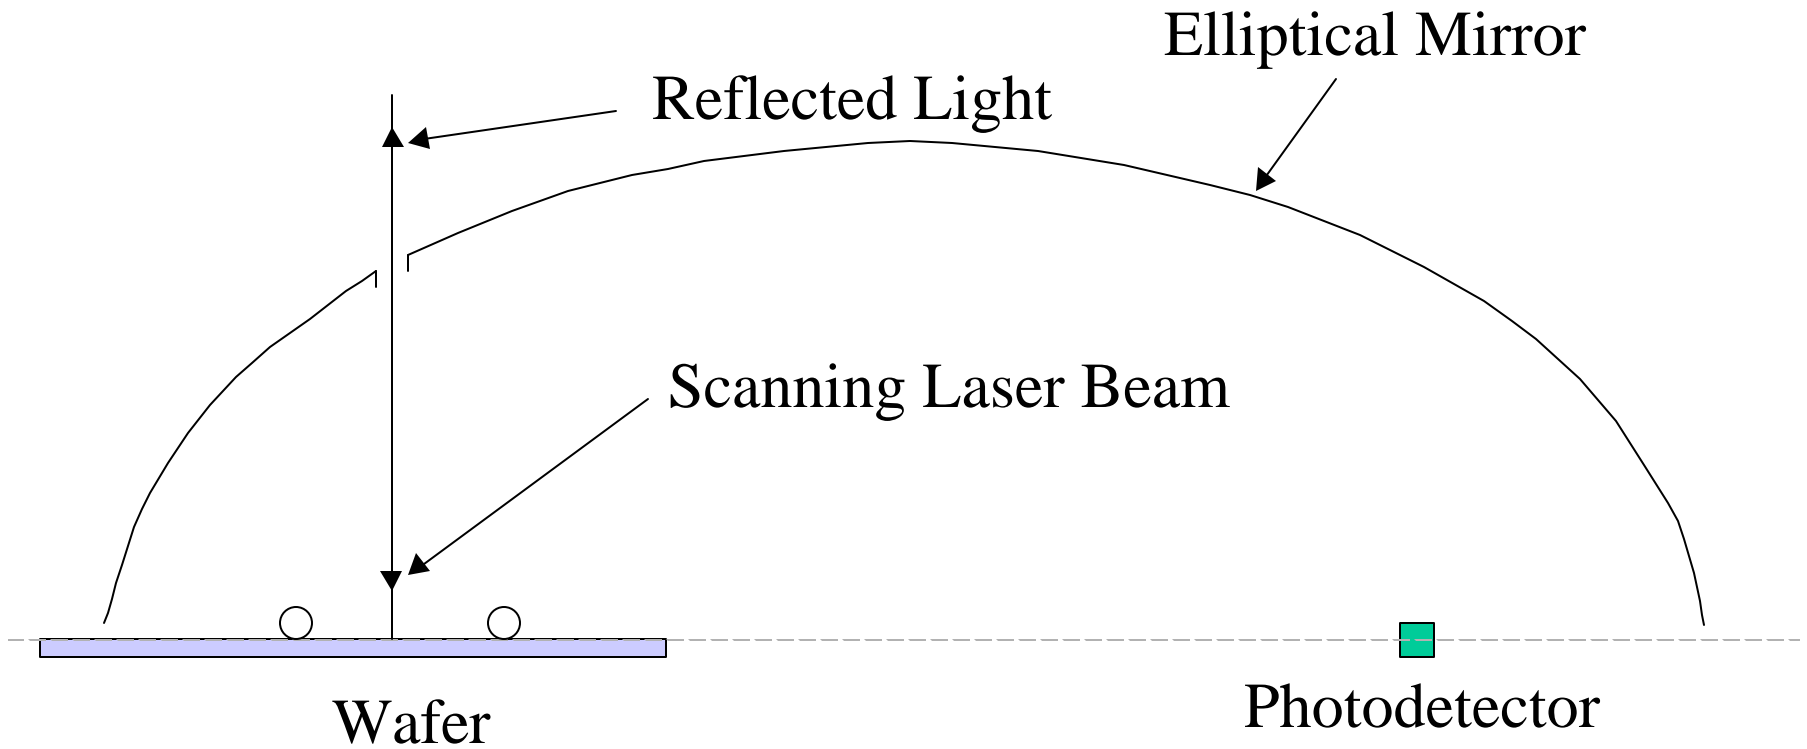 Elliptical Mirror
Reflected Light
Scanning Laser Beam
Photodetector
Wafer